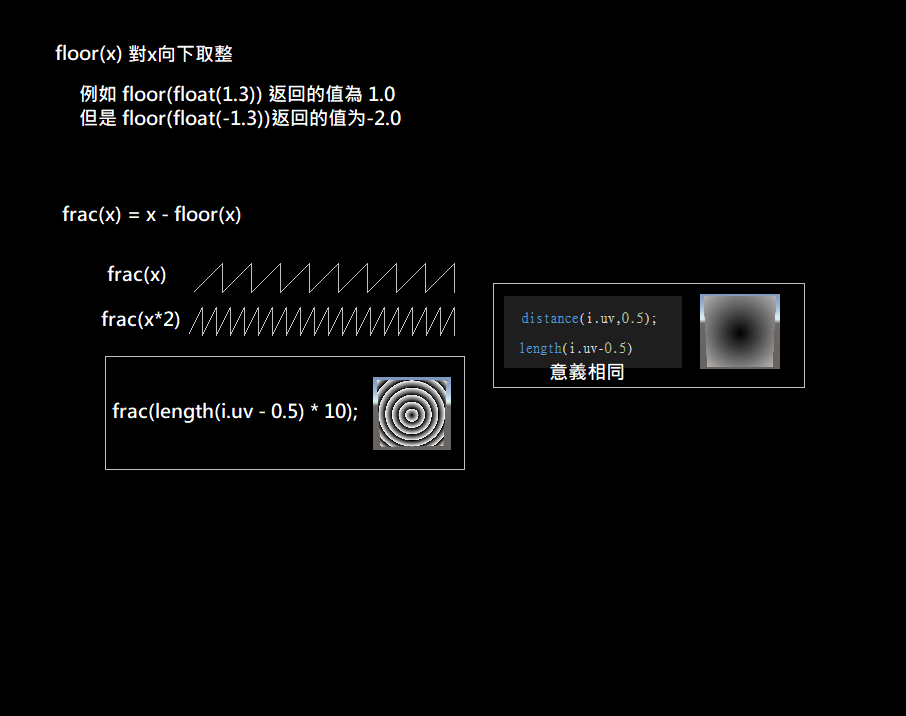 floor(x) 對x向下取整
例如 floor(float(1.3)) 返回的值為 1.0
但是 floor(float(-1.3))返回的值为-2.0
frac(x) = x - floor(x)
frac(x)
frac(x*2)
distance(i.uv,0.5);
length(i.uv-0.5)
意義相同
frac(length(i.uv - 0.5) * 10);